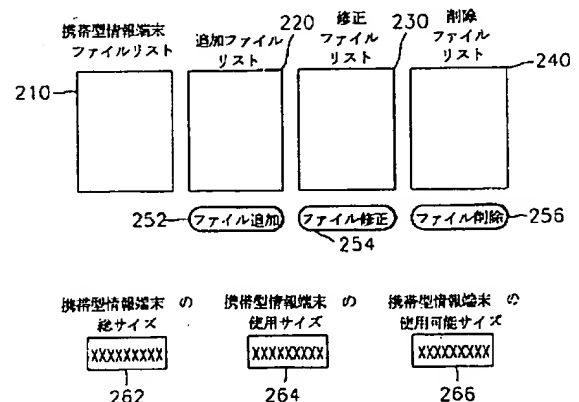 携帯型情報端末
ファイルリスト
追加ファイル
リスト
修正
ファイル
リスト
削除
ファイル
リスト
210
220
230
240
ファイル追加
ファイル修正
ファイル削除
252
254
256
携帯型情報端末 の
総サイズ
携帯型情報端末 の
使用サイズ
携帯型情報端末 の
使用可能サイズ
XXXXXXXXX
XXXXXXXXX
XXXXXXXXX
262
264
266